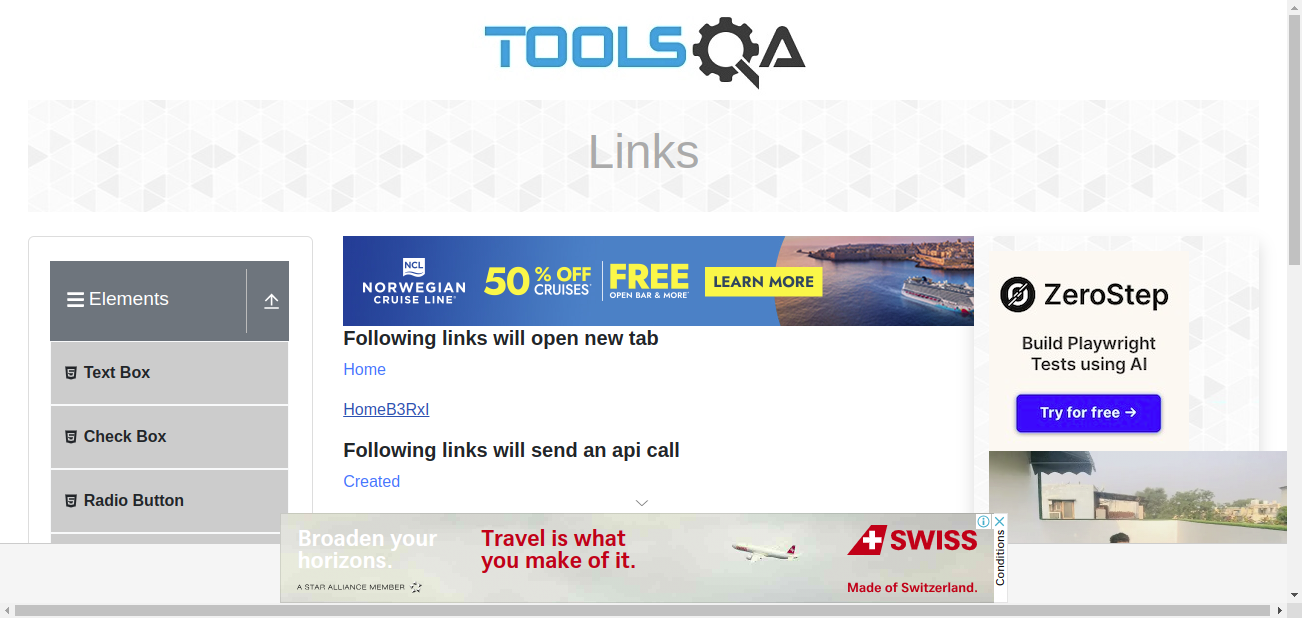 TOOLSQA
Links
Elements
Text Box
Check Box
Radio Button
NCL
NORWEGIAN
CRUISE LINE®
50% OFF
CRUISES*
FREE
OPEN BAR & MORE*
LEARN MORE
Following links will open new tab
Home
HomeB3RxI
Following links will send an api call
Created
ZeroStep
Build Playwright
Tests using AI
Try for free →
Broaden your
horizons.
A STAR ALLIANCE MEMBER
Travel is what
you make of it.
SWISS
Made of Switzerland.
Conditions